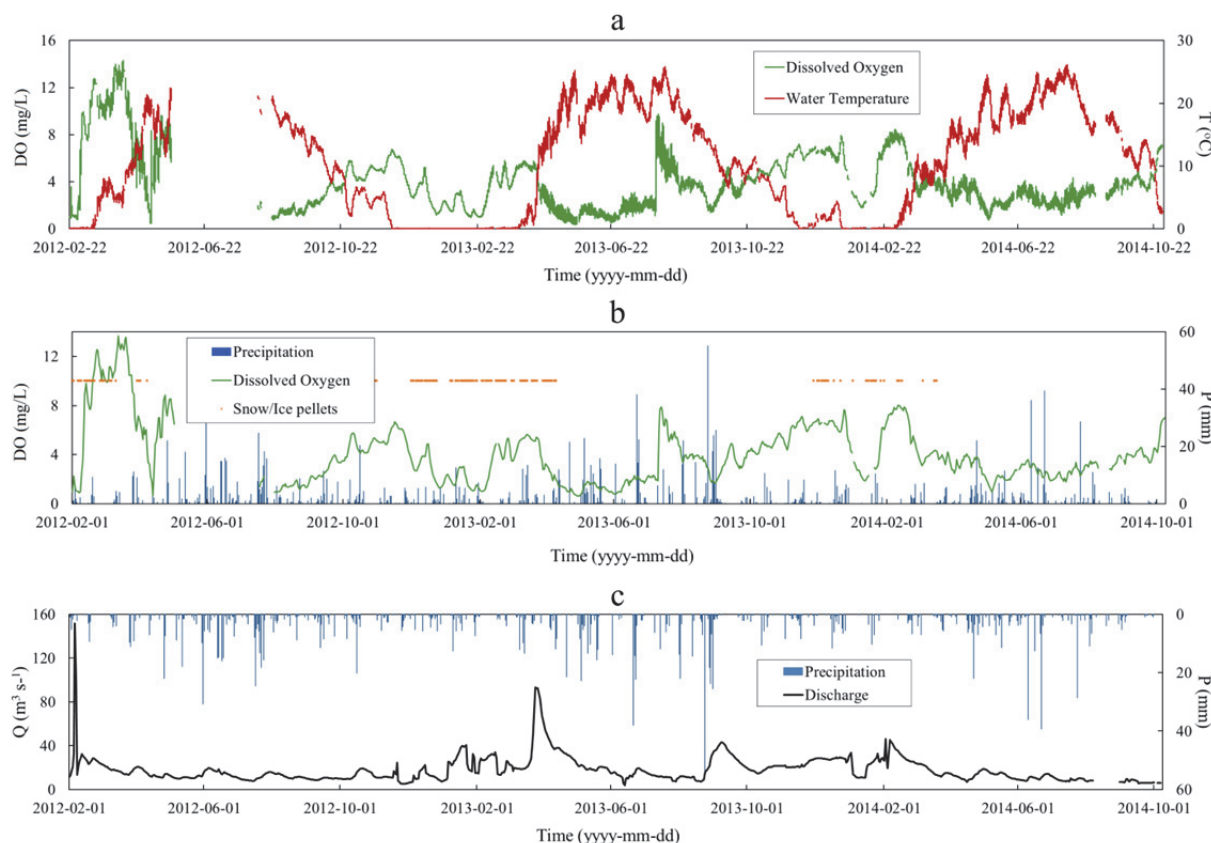 a
16
12
8
4
0
DO (mg/L)
Dissolved Oxygen
Water Temperature
30
20
10
0
T (°C)
2012-02-22 2012-06-22 2012-10-22 2013-02-22 2013-06-22 2013-10-22 2014-02-22 2014-06-22 2014-10-22
Time (yyyy-mm-dd)
b
12
8
4
0
DO (mg/L)
Precipitation
Dissolved Oxygen
Snow/Ice pellets
60
40
20
0
P (mm)
2012-02-01 2012-06-01 2012-10-01 2013-02-01 2013-06-01 2013-10-01 2014-02-01 2014-06-01 2014-10-01
Time (yyyy-mm-dd)
c
160
120
80
40
0
Q (m³ s-¹)
Precipitation
Discharge
0
20
40
60
P (mm)
2012-02-01 2012-06-01 2012-10-01 2013-02-01 2013-06-01 2013-10-01 2014-02-01 2014-06-01 2014-10-01
Time (yyyy-mm-dd)